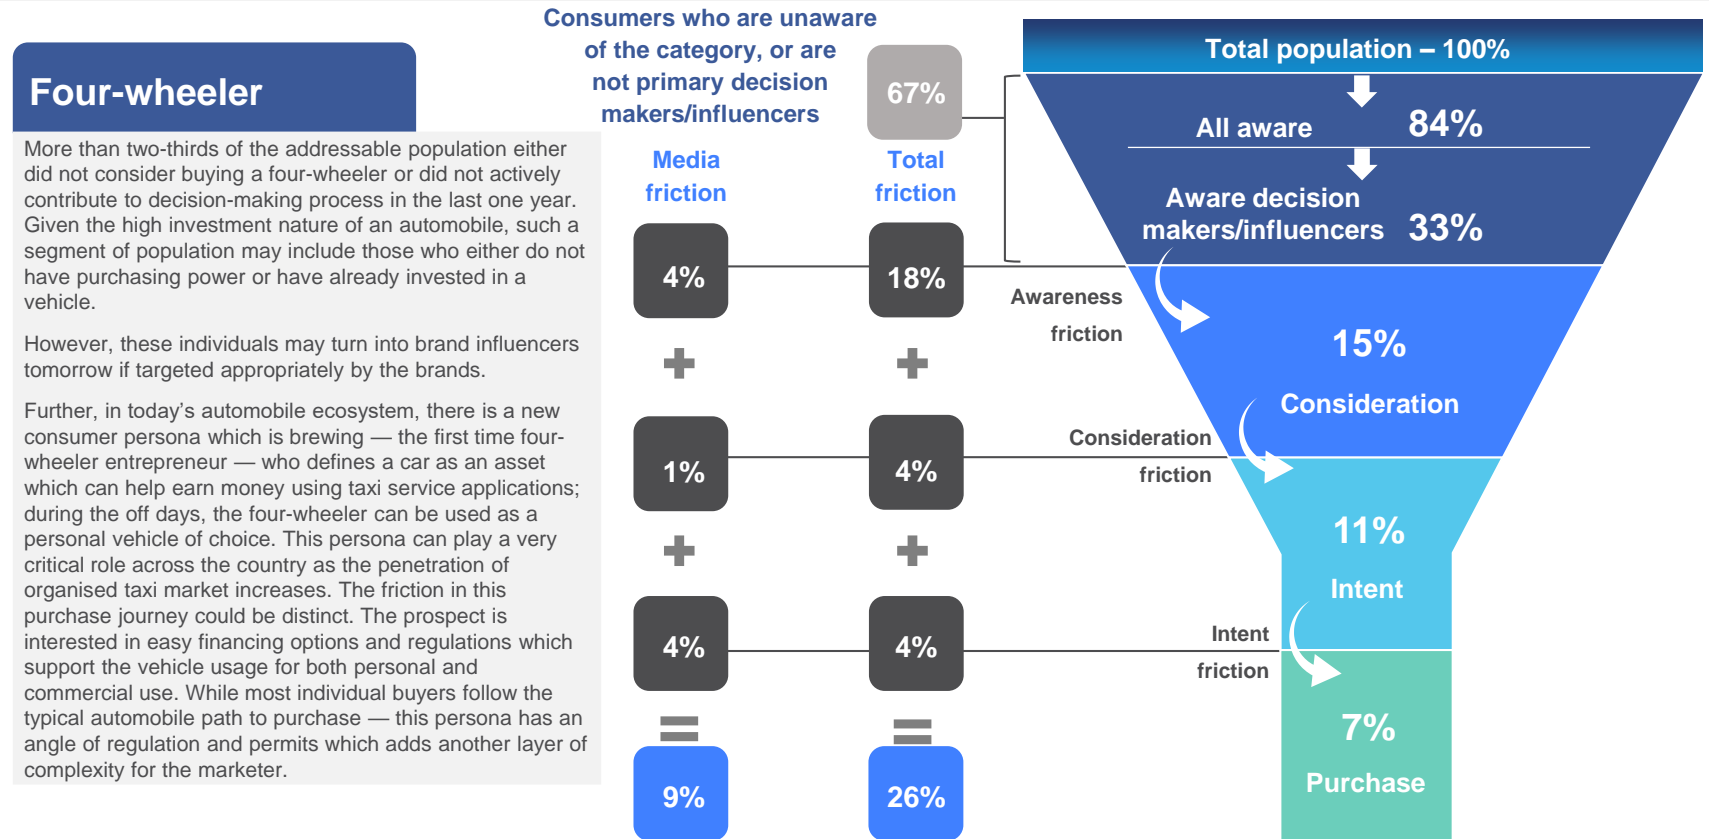 Four-wheeler
More than two-thirds of the addressable population either
did not consider buying a four-wheeler or did not actively
contribute to decision-making process in the last one year.
Given the high investment nature of an automobile, such a
segment of population may include those who either do not
have purchasing power or have already invested in a
vehicle.
However, these individuals may turn into brand influencers
tomorrow if targeted appropriately by the brands.
Further, in today’s automobile ecosystem, there is a new
consumer persona which is brewing — the first time four-
wheeler entrepreneur — who defines a car as an asset
which can help earn money using taxi service applications;
during the off days, the four-wheeler can be used as a
personal vehicle of choice. This persona can play a very
critical role across the country as the penetration of
organised taxi market increases. The friction in this
purchase journey could be distinct. The prospect is
interested in easy financing options and regulations which
support the vehicle usage for both personal and
commercial use. While most individual buyers follow the
typical automobile path to purchase — this persona has an
angle of regulation and permits which adds another layer of
complexity for the marketer.
Consumers who are unaware
of the category, or are
not primary decision
makers/influencers
67%
Media
friction
Total
friction
4%
18%
+
+
1%
4%
+
+
4%
4%
=
=
9%
26%
Awareness
friction
Consideration
friction
Intent
friction
Total population – 100%
All aware 84%
Aware decision
makers/influencers 33%
15%
Consideration
11%
Intent
7%
Purchase